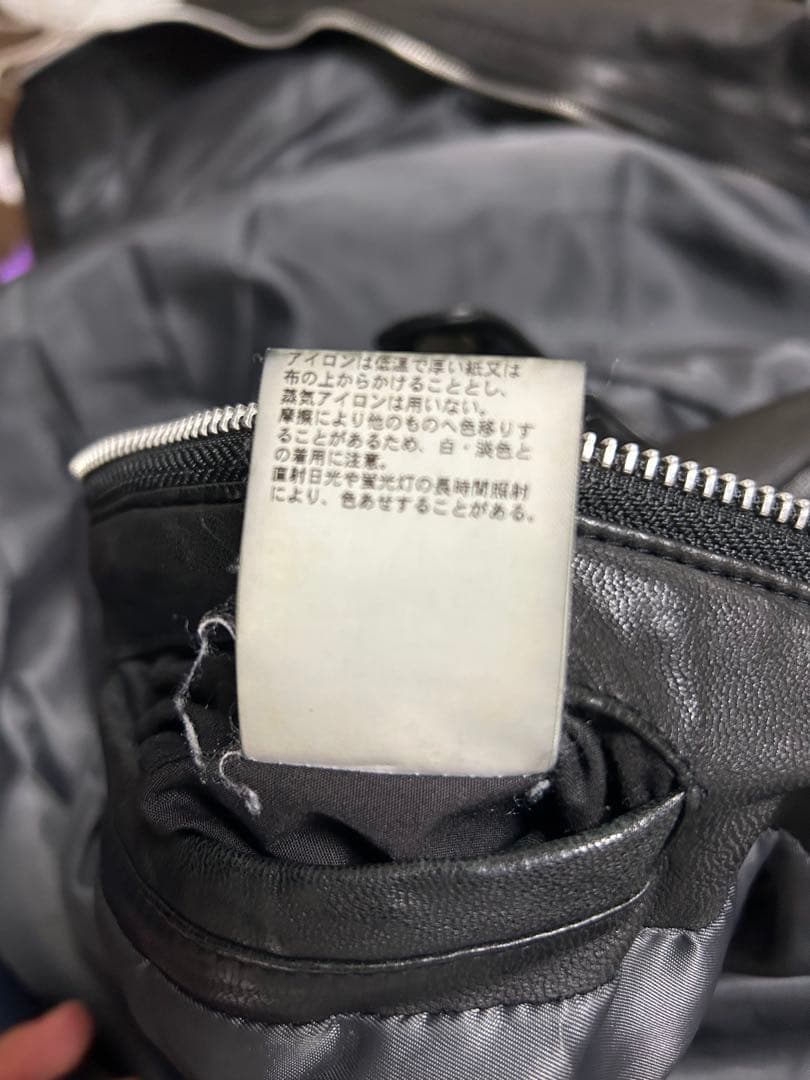 アイロンは低温で厚い紙又は
布の上からかけることとし、
蒸気アイロンは用いない。
摩擦により他のものへ色移りす
ることがあるため、白・淡色と
の着用に注意。
直射日光や蛍光灯の長時間照射
により、色あせすることがある。